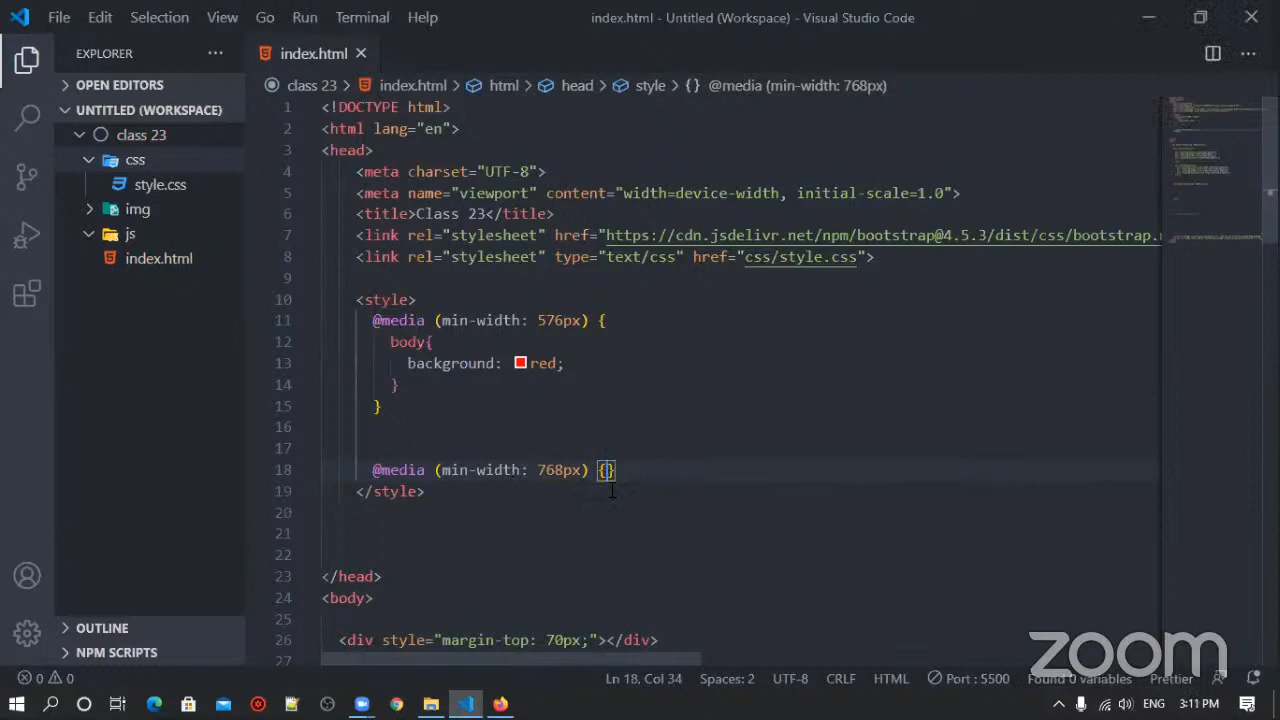 File Edit Selection View Go Run Terminal Help index.html - Untitled (Workspace) - Visual Studio Code
EXPLORER
OPEN EDITORS
UNTITLED (WORKSPACE)
class 23
css
style.css
img
js
index.html
OUTLINE
NPM SCRIPTS
index.html
class 23 index.html html head style {} @media (min-width: 768px)
1 <!DOCTYPE html>
2 <html lang="en">
3 <head>
4 <meta charset="UTF-8">
5 <meta name="viewport" content="width=device-width, initial-scale=1.0">
6 <title>Class 23</title>
7 <link rel="stylesheet" href="https://cdn.jsdelivr.net/npm/bootstrap@4.5.3/dist/css/bootstrap.
8 <link rel="stylesheet" type="text/css" href="css/style.css">
9
10 <style>
11 @media (min-width: 576px) {
12 body{
13 background: red;
14 }
15 }
16
17
18 @media (min-width: 768px) {}
19 </style>
20
21
22
23 </head>
24 <body>
25
26 <div style="margin-top: 70px;"></div>
27
zoom
0 0 Ln 18, Col 34 Spaces: 2 UTF-8 CRLF HTML Port : 5500 Found 0 variables Prettier
ENG 3:11 PM